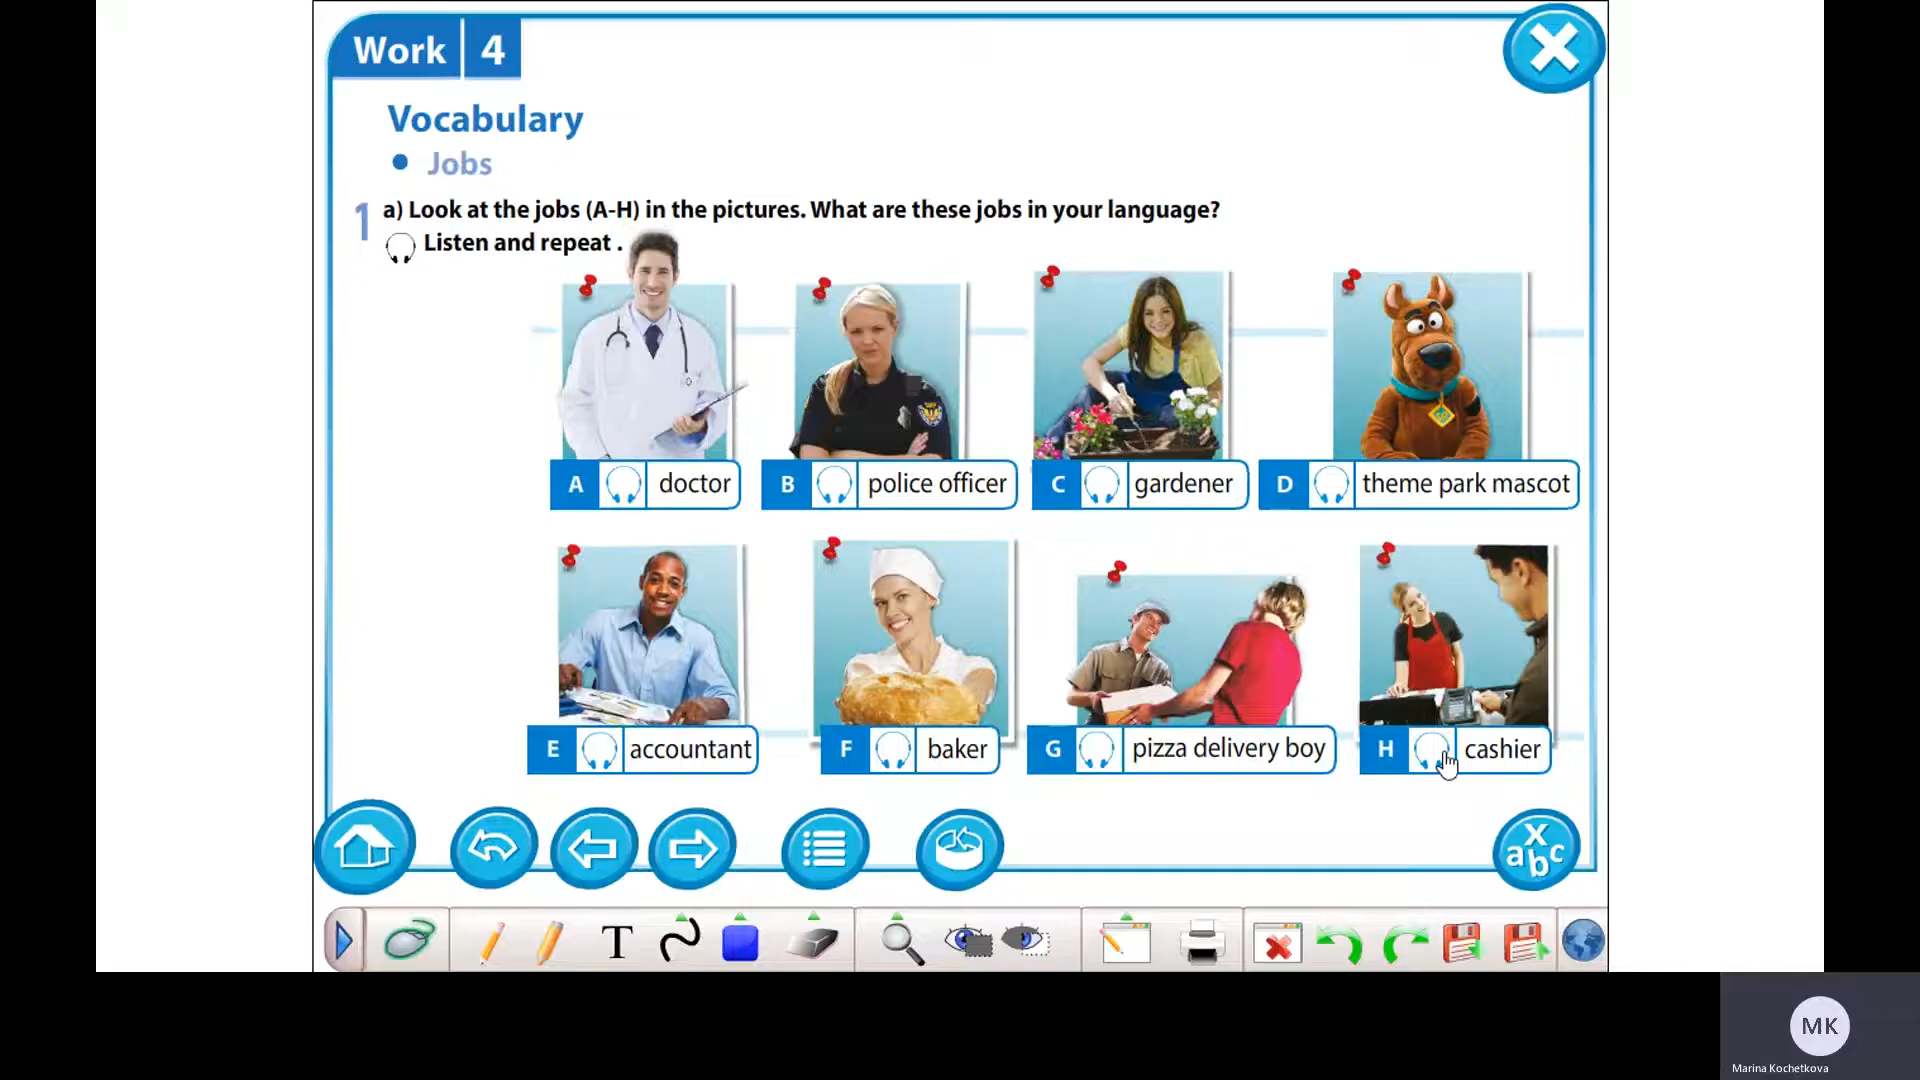 Work 4
Vocabulary
• Jobs
1 a) Look at the jobs (A-H) in the pictures. What are these jobs in your language?
Listen and repeat .
A doctor
B police officer
C gardener
D theme park mascot
E accountant
F baker
G pizza delivery boy
H cashier
X
abc
T
MK
Marina Kochetkova